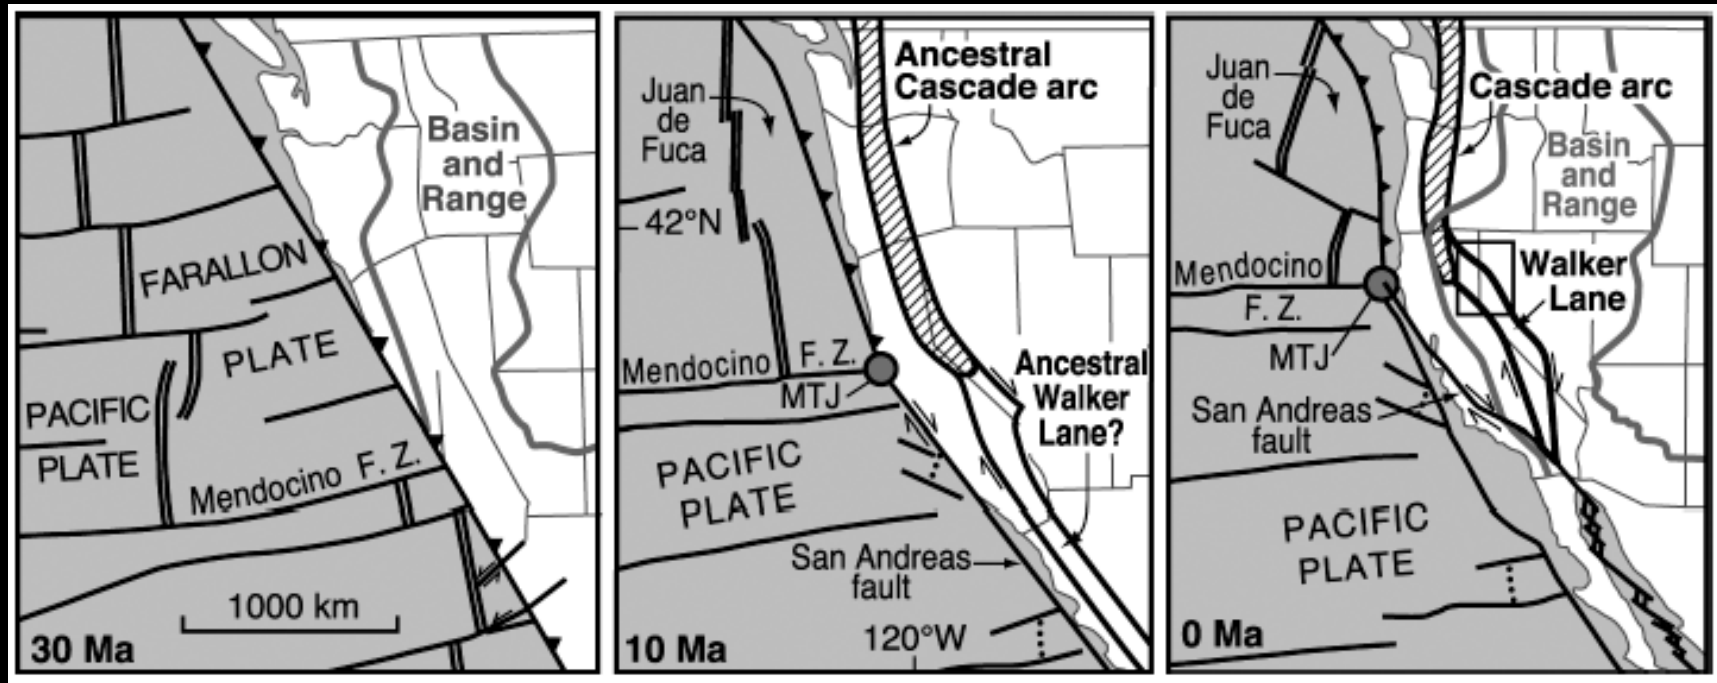 Basin
and
Range
FARALLON
PLATE
PACIFIC
PLATE
Mendocino F. Z.
1000 km
30 Ma
Ancestral
Cascade arc
Juan
de
Fuca
42°N
Mendocino F. Z.
MTJ
Ancestral
Walker
Lane?
PACIFIC
PLATE
San Andreas
fault
120°W
10 Ma
Juan
de
Fuca
Cascade arc
Basin
and
Range
Walker
Lane
Mendocino
F. Z.
MTJ
San Andreas
fault
PACIFIC
PLATE
0 Ma